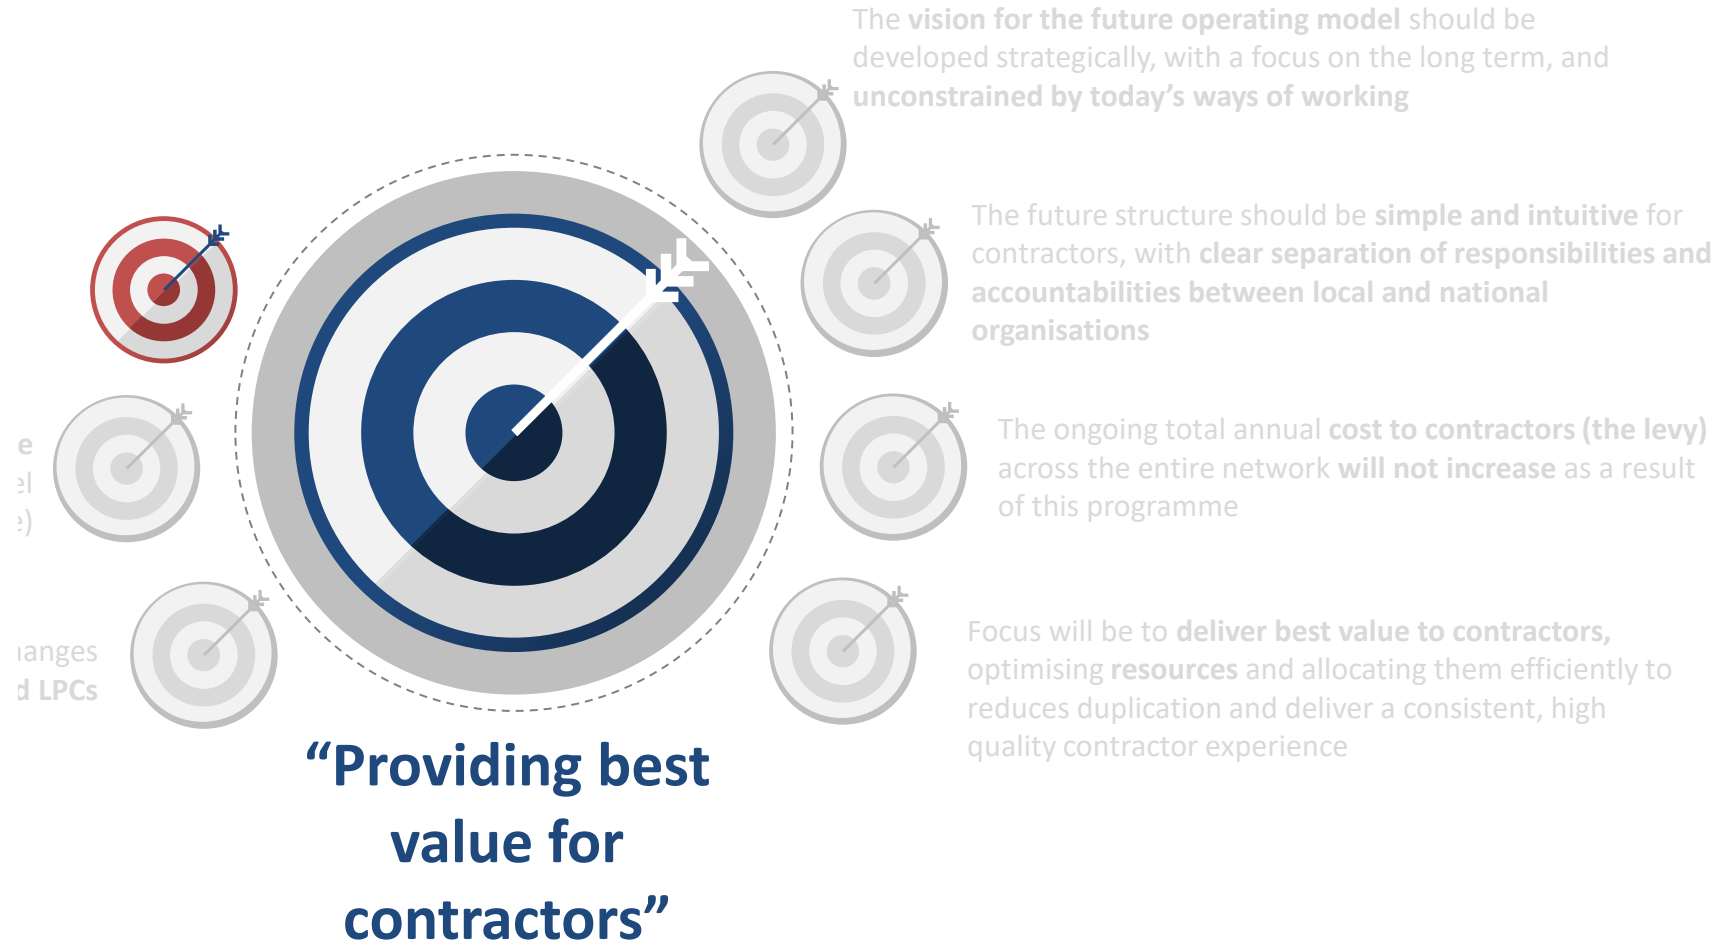 The vision for the future operating model should be
developed strategically, with a focus on the long term, and
unconstrained by today's ways of working
The future structure should be simple and intuitive for
contractors, with clear separation of responsibilities and
accountabilities between local and national
organisations
The ongoing total annual cost to contractors (the levy)
across the entire network will not increase as a result
of this programme
Focus will be to deliver best value to contractors,
optimising resources and allocating them efficiently to
reduces duplication and deliver a consistent, high
quality contractor experience
LPCs
“Providing best
value for
contractors”